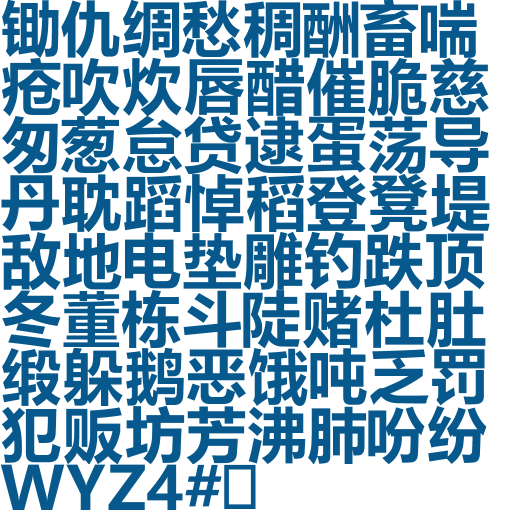 锄仇绸愁稠酬畜喘
疮吹炊唇醋催脆慈
匆葱怠贷逮蛋荡导
丹耽蹈悼稻登凳堤
敌地电垫雕钓跌顶
冬董栋斗陡赌杜肚
缎躲鹅恶饿吨乏罚
犯贩坊芳沸肺吩纷
WYZ4#